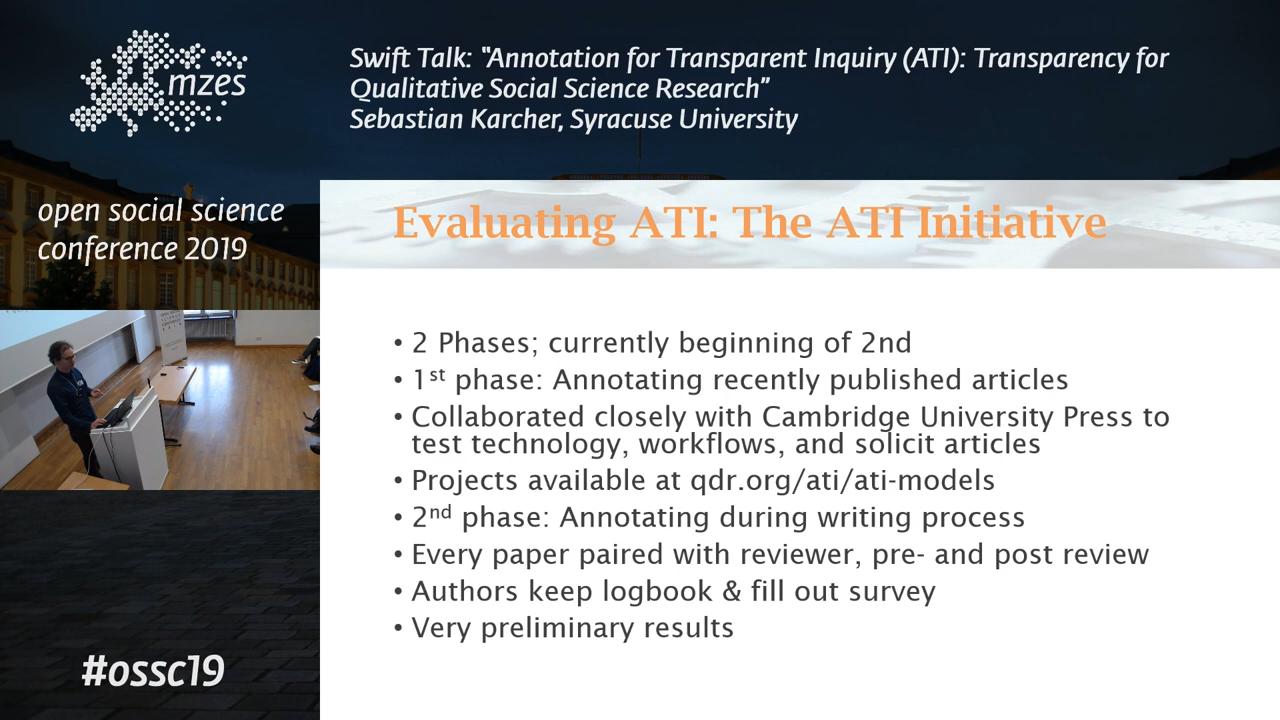 mzes
Swift Talk: "Annotation for Transparent Inquiry (ATI): Transparency for
Qualitative Social Science Research"
Sebastian Karcher, Syracuse University
open social science
conference 2019
Evaluating ATI: The ATI Initiative
• 2 Phases; currently beginning of 2nd
• 1st phase: Annotating recently published articles
• Collaborated closely with Cambridge University Press to
test technology, workflows, and solicit articles
• Projects available at qdr.org/ati/ati-models
• 2nd phase: Annotating during writing process
• Every paper paired with reviewer, pre- and post review
• Authors keep logbook & fill out survey
• Very preliminary results
#ossc19